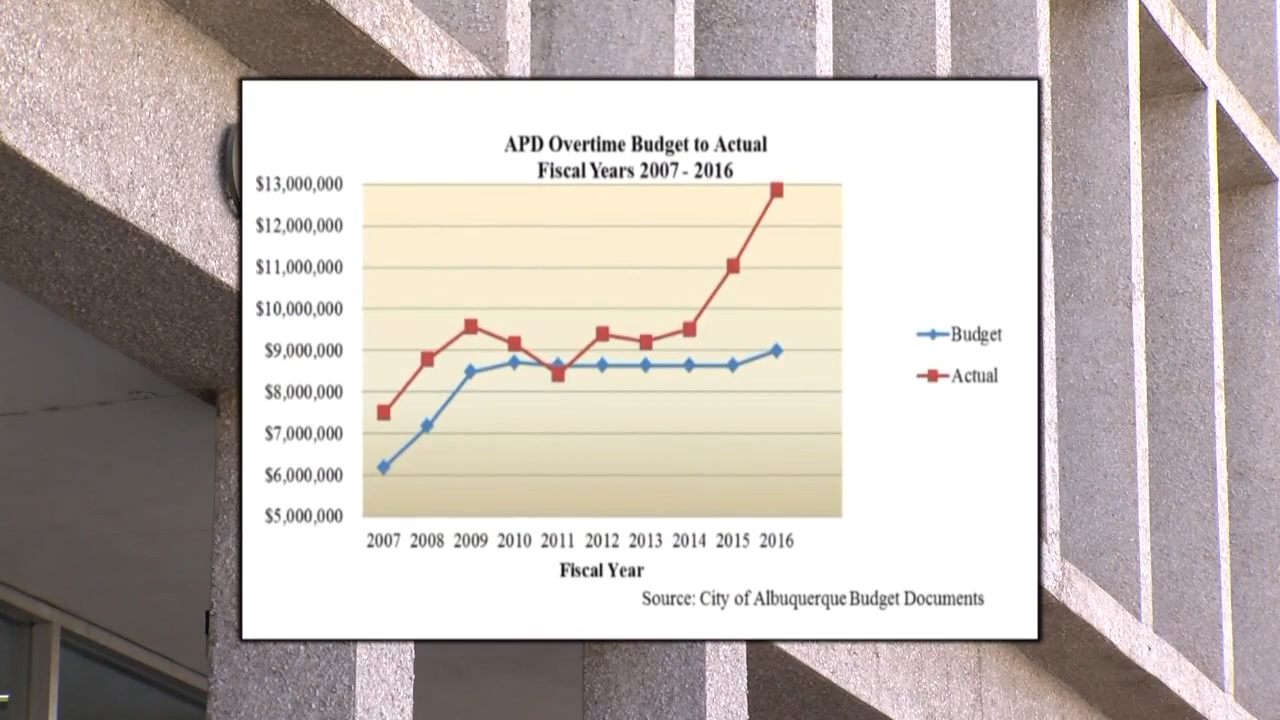 APD Overtime Budget to Actual
Fiscal Years 2007 - 2016
$13,000,000
$12,000,000
$11,000,000
$10,000,000
$9,000,000
$8,000,000
$7,000,000
$6,000,000
$5,000,000
2007 2008 2009 2010 2011 2012 2013 2014 2015 2016
Fiscal Year
Budget
Actual
Source: City of Albuquerque Budget Documents